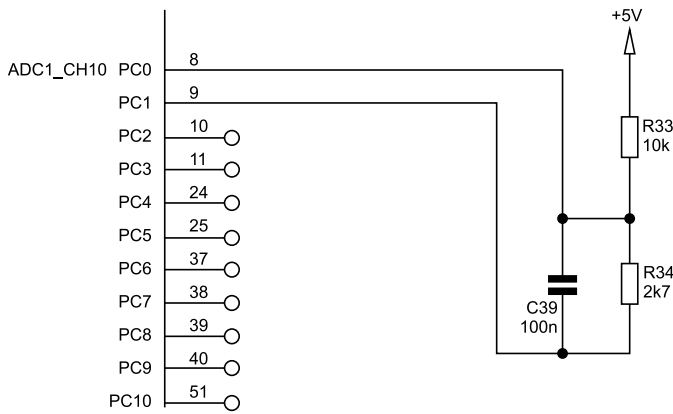 +5V
ADC1_CH10 PC0 8
PC1 9
PC2 10
R33
10k
PC3 11
PC4 24
PC5 25
PC6 37
R34
2k7
PC7 38
C39
100n
PC8 39
PC9 40
PC10 51